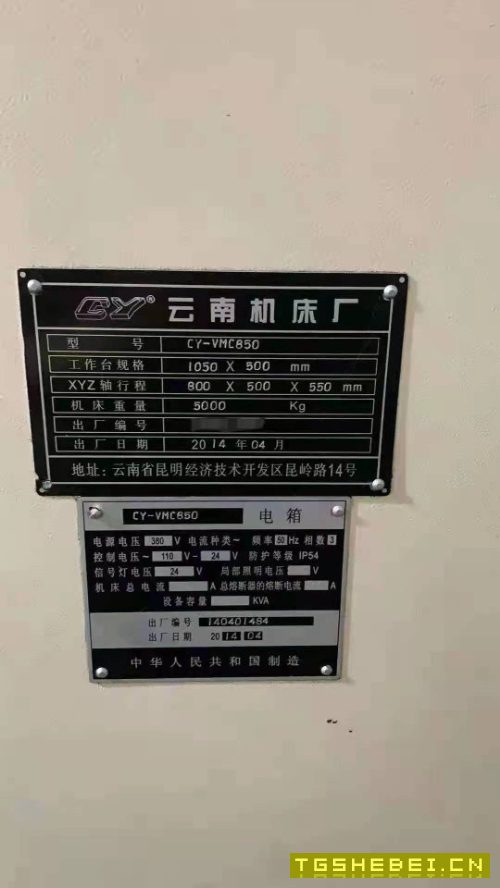 CY® 云南机床厂
型 号 CY-VMC850
工作台规格 1050 X 500 mm
XYZ 轴行程 800 X 500 X 550 mm
机床重量 5000 Kg
出厂编号
出厂日期 2014 年 04 月
地址: 云南省昆明经济技术开发区昆岭路14号
CY-VMC850 电箱
电源电压 380 V 电流种类~ 频率 50 Hz 相数 3
控制电压~ 110 V - 24 V 防护等级 IP54
信号灯电压 24 V 局部照明电压 V
机床总电流 A 总熔断器的熔断电流 A
设备容量 KVA
出厂编号 140401484
出厂日期 2014 04
中华人民共和国制造
TGSHEBEI.CN